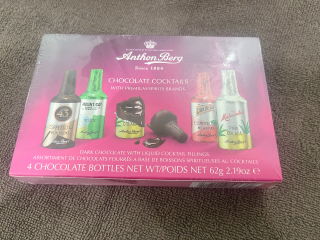 Anthon Berg
Since 1884
CHOCOLATE COCKTAILS
WITH PREMIUM SPIRITS BRANDS
43
DARK CHOCOLATE WITH LIQUID COCKTAIL FILLINGS
ASSORTIMENT DE CHOCOLATS FOURRÉS À BASE DE BOISSONS SPIRITUEUSES AU COCKTAILS
4 CHOCOLATE BOTTLES NET WT/POIDS NET 62g 2.19oz ℮